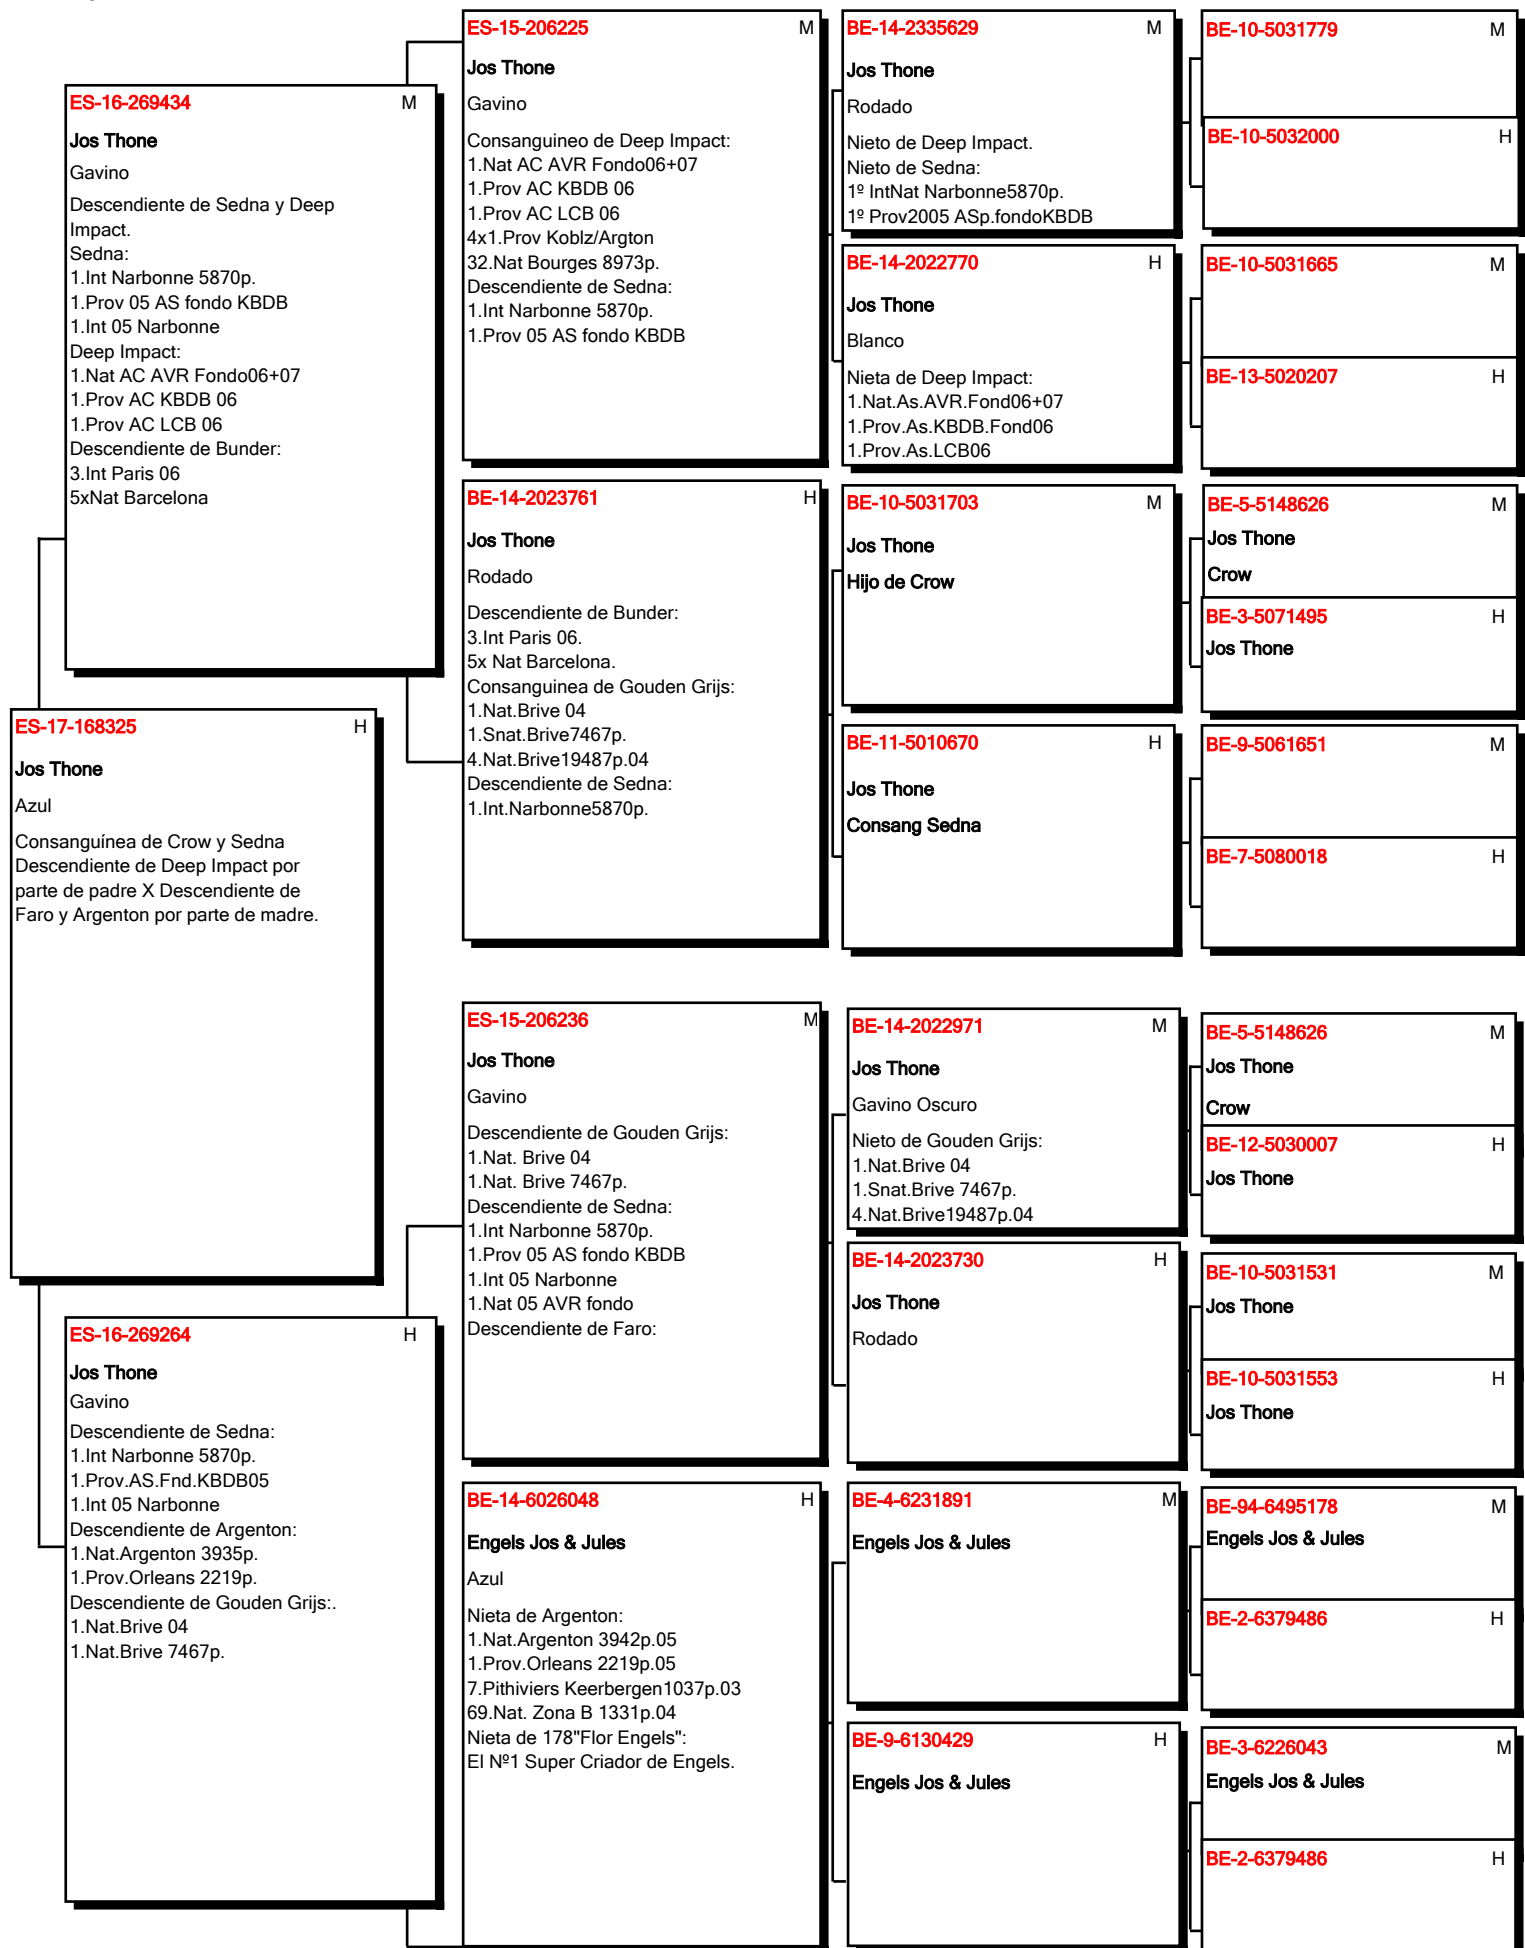 ES-17-168325 H
Jos Thone
Azul
Consanguínea de Crow y Sedna
Descendiente de Deep Impact por
parte de padre X Descendiente de
Faro y Argenton por parte de madre.
ES-16-269434 M
Jos Thone
Gavino
Descendiente de Sedna y Deep
Impact.
Sedna:
1.Int Narbonne 5870p.
1.Prov 05 AS fondo KBDB
1.Int 05 Narbonne
Deep Impact:
1.Nat AC AVR Fondo06+07
1.Prov AC KBDB 06
1.Prov AC LCB 06
Descendiente de Bunder:
3.Int Paris 06
5xNat Barcelona
ES-16-269264 H
Jos Thone
Gavino
Descendiente de Sedna:
1.Int Narbonne 5870p.
1.Prov.AS.Fnd.KBDB05
1.Int 05 Narbonne
Descendiente de Argenton:
1.Nat.Argenton 3935p.
1.Prov.Orleans 2219p.
Descendiente de Gouden Grijs:.
1.Nat.Brive 04
1.Nat.Brive 7467p.
ES-15-206225 M
Jos Thone
Gavino
Consanguineo de Deep Impact:
1.Nat AC AVR Fondo06+07
1.Prov AC KBDB 06
1.Prov AC LCB 06
4x1.Prov Koblz/Argton
32.Nat Bourges 8973p.
Descendiente de Sedna:
1.Int Narbonne 5870p.
1.Prov 05 AS fondo KBDB
BE-14-2023761 H
Jos Thone
Rodado
Descendiente de Bunder:
3.Int Paris 06.
5x Nat Barcelona.
Consanguinea de Gouden Grijs:
1.Nat.Brive 04
1.Snat.Brive7467p.
4.Nat.Brive19487p.04
Descendiente de Sedna:
1.Int.Narbonne5870p.
ES-15-206236 M
Jos Thone
Gavino
Descendiente de Gouden Grijs:
1.Nat. Brive 04
1.Nat. Brive 7467p.
Descendiente de Sedna:
1.Int Narbonne 5870p.
1.Prov 05 AS fondo KBDB
1.Int 05 Narbonne
1.Nat 05 AVR fondo
Descendiente de Faro:
BE-14-6026048 H
Engels Jos & Jules
Azul
Nieta de Argenton:
1.Nat.Argenton 3942p.05
1.Prov.Orleans 2219p.05
7.Pithiviers Keerbergen1037p.03
69.Nat. Zona B 1331p.04
Nieta de 178"Flor Engels":
El Nº1 Super Criador de Engels.
BE-14-2335629 M
Jos Thone
Rodado
Nieto de Deep Impact.
Nieto de Sedna:
1º IntNat Narbonne5870p.
1º Prov2005 ASp.fondoKBDB
BE-14-2022770 H
Jos Thone
Blanco
Nieta de Deep Impact:
1.Nat.As.AVR.Fond06+07
1.Prov.As.KBDB.Fond06
1.Prov.As.LCB06
BE-10-5031703 M
Jos Thone
Hijo de Crow
BE-11-5010670 H
Jos Thone
Consang Sedna
BE-14-2022971 M
Jos Thone
Gavino Oscuro
Nieto de Gouden Grijs:
1.Nat.Brive 04
1.Snat.Brive 7467p.
4.Nat.Brive19487p.04
BE-14-2023730 H
Jos Thone
Rodado
BE-4-6231891 M
Engels Jos & Jules
BE-9-6130429 H
Engels Jos & Jules
BE-10-5031779 M
BE-10-5032000 H
BE-10-5031665 M
BE-13-5020207 H
BE-5-5148626 M
Jos Thone
Crow
BE-3-5071495 H
Jos Thone
BE-9-5061651 M
BE-7-5080018 H
BE-5-5148626 M
Jos Thone
Crow
BE-12-5030007 H
Jos Thone
BE-10-5031531 M
Jos Thone
BE-10-5031553 H
Jos Thone
BE-94-6495178 M
Engels Jos & Jules
BE-2-6379486 H
BE-3-6226043 M
Engels Jos & Jules
BE-2-6379486 H